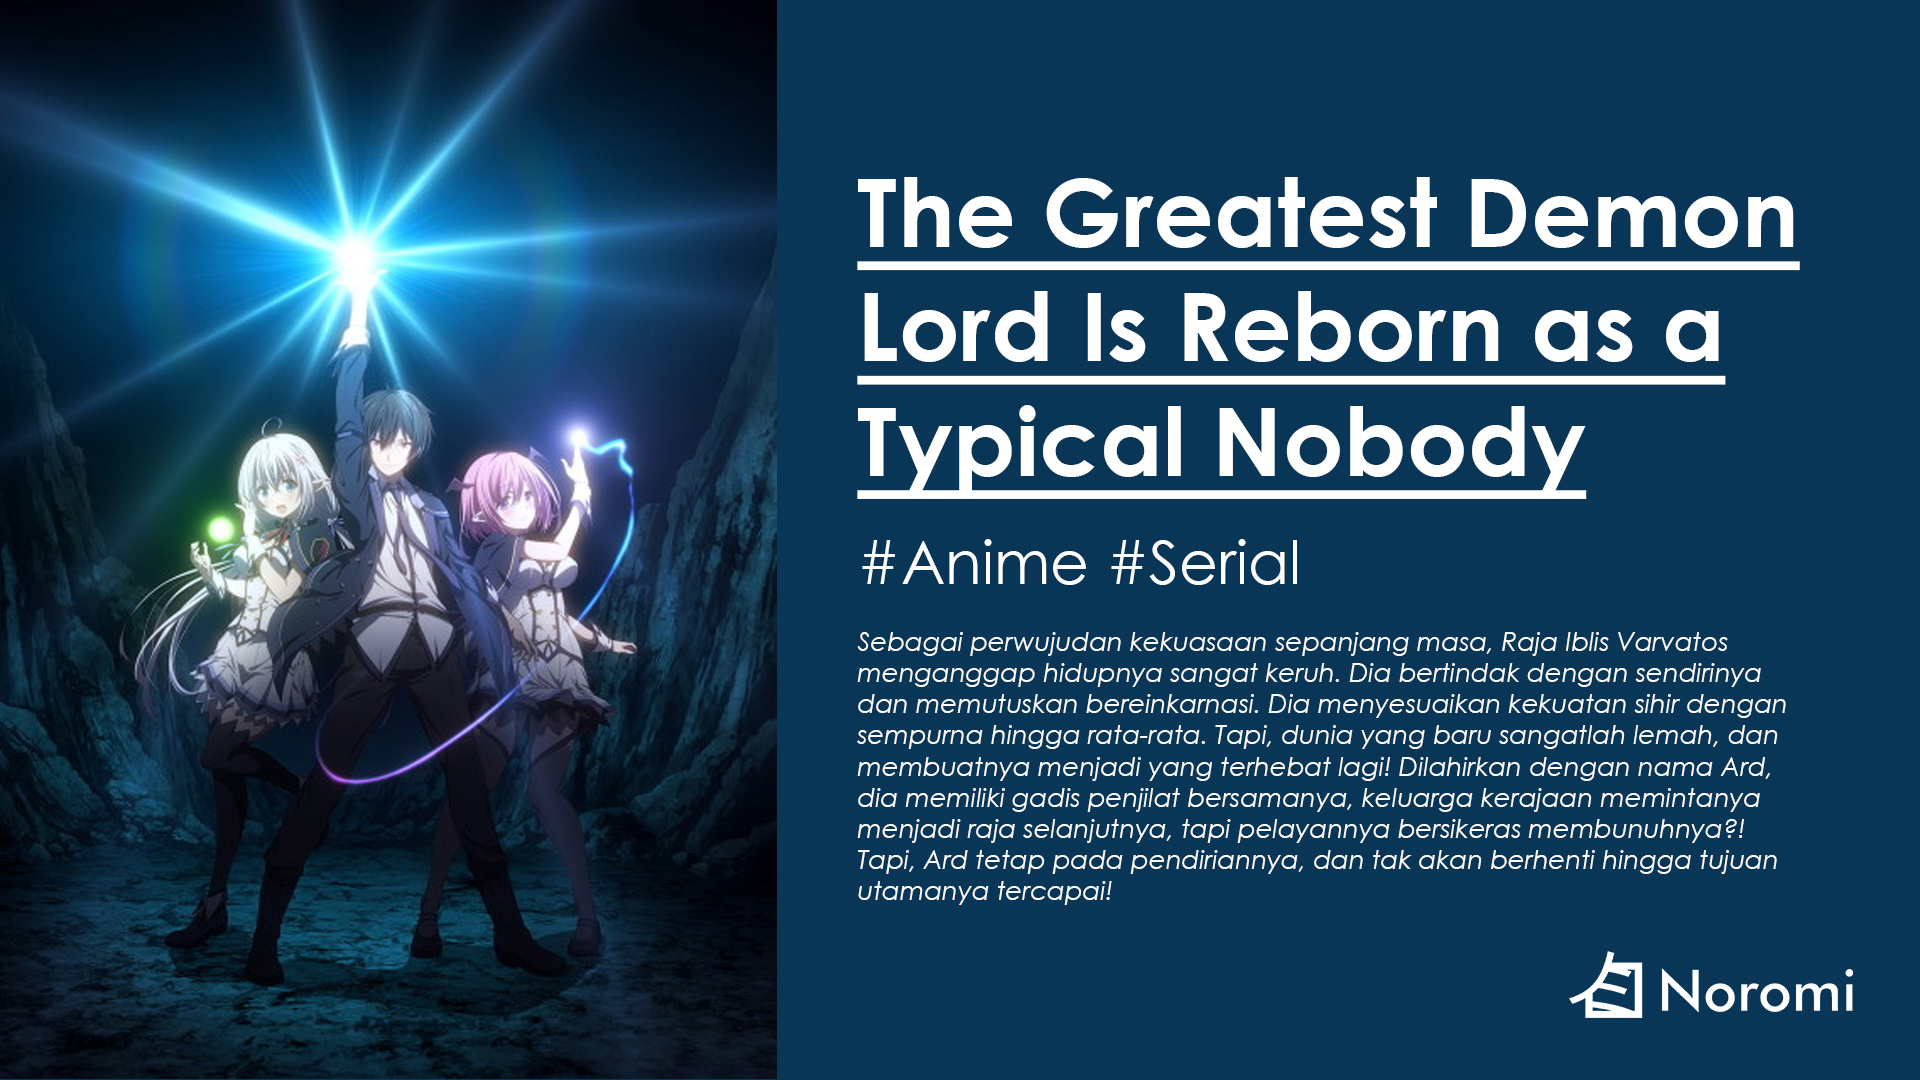 The Greatest Demon
Lord Is Reborn as a
Typical Nobody
#Anime #Serial
Sebagai perwujudan kekuasaan sepanjang masa, Raja Iblis Varvatos
menganggap hidupnya sangat keruh. Dia bertindak dengan sendirinya
dan memutuskan bereinkarnasi. Dia menyesuaikan kekuatan sihir dengan
sempurna hingga rata-rata. Tapi, dunia yang baru sangatlah lemah, dan
membuatnya menjadi yang terhebat lagi! Dilahirkan dengan nama Ard,
dia memiliki gadis penjilat bersamanya, keluarga kerajaan memintanya
menjadi raja selanjutnya, tapi pelayannya bersikeras membunuhnya?!
Tapi, Ard tetap pada pendiriannya, dan tak akan berhenti hingga tujuan
utamanya tercapai!
Noromi